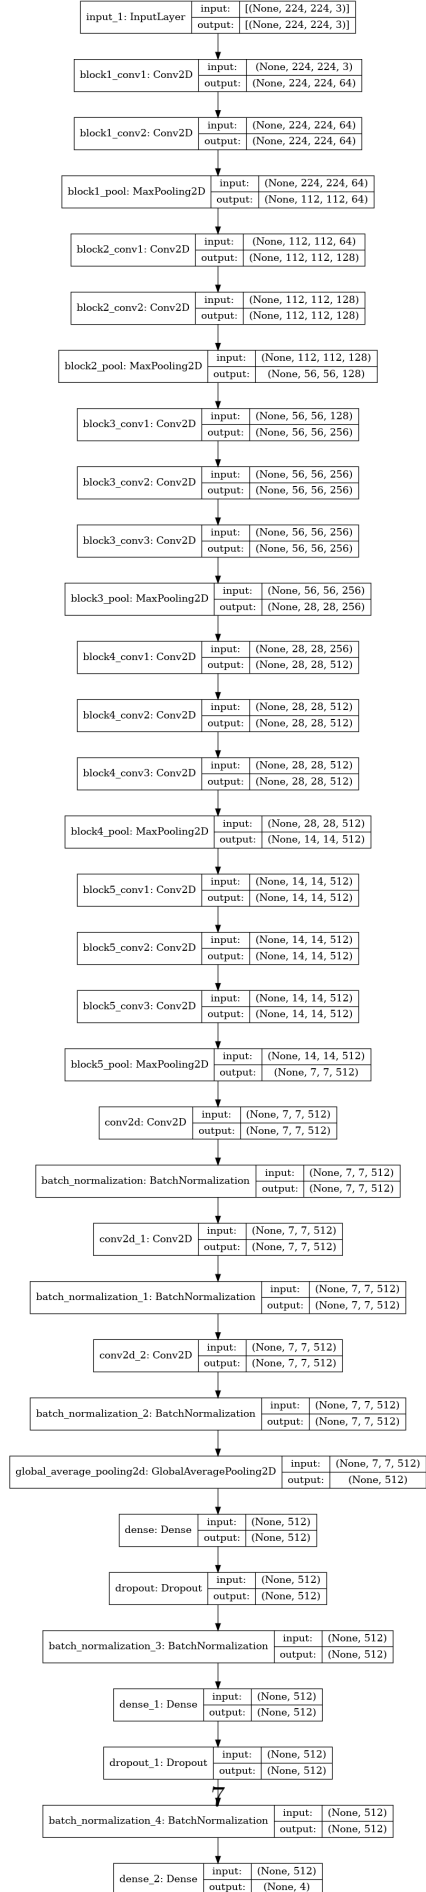 input_1: InputLayer
input: [(None, 224, 224, 3)]
output: [(None, 224, 224, 3)]
block1_conv1: Conv2D
input: (None, 224, 224, 3)
output: (None, 224, 224, 64)
block1_conv2: Conv2D
input: (None, 224, 224, 64)
output: (None, 224, 224, 64)
block1_pool: MaxPooling2D
input: (None, 224, 224, 64)
output: (None, 112, 112, 64)
block2_conv1: Conv2D
input: (None, 112, 112, 64)
output: (None, 112, 112, 128)
block2_conv2: Conv2D
input: (None, 112, 112, 128)
output: (None, 112, 112, 128)
block2_pool: MaxPooling2D
input: (None, 112, 112, 128)
output: (None, 56, 56, 128)
block3_conv1: Conv2D
input: (None, 56, 56, 128)
output: (None, 56, 56, 256)
block3_conv2: Conv2D
input: (None, 56, 56, 256)
output: (None, 56, 56, 256)
block3_conv3: Conv2D
input: (None, 56, 56, 256)
output: (None, 56, 56, 256)
block3_pool: MaxPooling2D
input: (None, 56, 56, 256)
output: (None, 28, 28, 256)
block4_conv1: Conv2D
input: (None, 28, 28, 256)
output: (None, 28, 28, 512)
block4_conv2: Conv2D
input: (None, 28, 28, 512)
output: (None, 28, 28, 512)
block4_conv3: Conv2D
input: (None, 28, 28, 512)
output: (None, 28, 28, 512)
block4_pool: MaxPooling2D
input: (None, 28, 28, 512)
output: (None, 14, 14, 512)
block5_conv1: Conv2D
input: (None, 14, 14, 512)
output: (None, 14, 14, 512)
block5_conv2: Conv2D
input: (None, 14, 14, 512)
output: (None, 14, 14, 512)
block5_conv3: Conv2D
input: (None, 14, 14, 512)
output: (None, 14, 14, 512)
block5_pool: MaxPooling2D
input: (None, 14, 14, 512)
output: (None, 7, 7, 512)
conv2d: Conv2D
input: (None, 7, 7, 512)
output: (None, 7, 7, 512)
batch_normalization: BatchNormalization
input: (None, 7, 7, 512)
output: (None, 7, 7, 512)
conv2d_1: Conv2D
input: (None, 7, 7, 512)
output: (None, 7, 7, 512)
batch_normalization_1: BatchNormalization
input: (None, 7, 7, 512)
output: (None, 7, 7, 512)
conv2d_2: Conv2D
input: (None, 7, 7, 512)
output: (None, 7, 7, 512)
batch_normalization_2: BatchNormalization
input: (None, 7, 7, 512)
output: (None, 7, 7, 512)
global_average_pooling2d: GlobalAveragePooling2D
input: (None, 7, 7, 512)
output: (None, 512)
dense: Dense
input: (None, 512)
output: (None, 512)
dropout: Dropout
input: (None, 512)
output: (None, 512)
batch_normalization_3: BatchNormalization
input: (None, 512)
output: (None, 512)
dense_1: Dense
input: (None, 512)
output: (None, 512)
dropout_1: Dropout
input: (None, 512)
output: (None, 512)
7
batch_normalization_4: BatchNormalization
input: (None, 512)
output: (None, 512)
dense_2: Dense
input: (None, 512)
output: (None, 4)